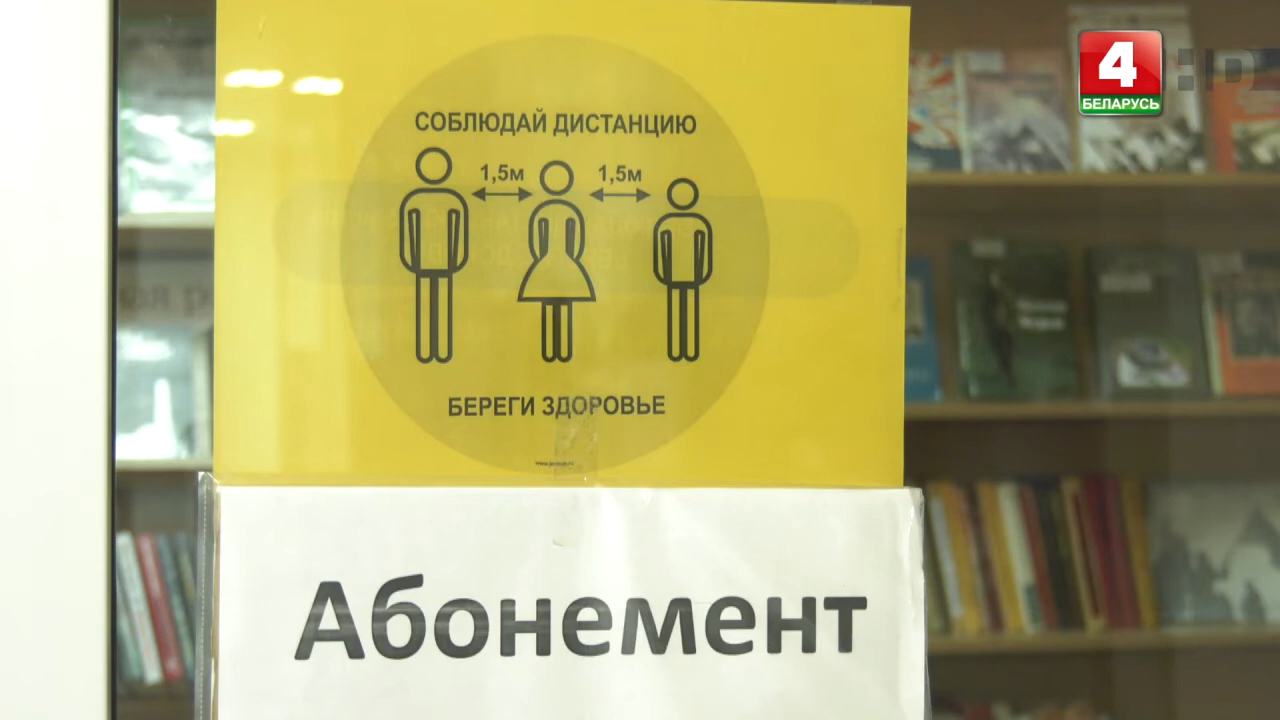 4
БЕЛАРУСЬ
HD
СОБЛЮДАЙ ДИСТАНЦИЮ
1,5м 1,5м
БЕРЕГИ ЗДОРОВЬЕ
Абонемент